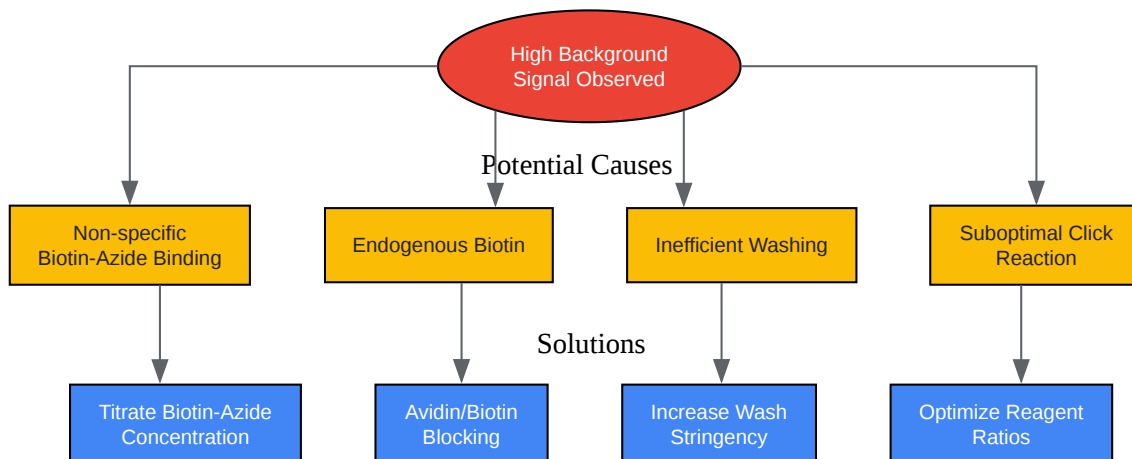 High Background
Signal Observed
Potential Causes
Non-specific
Biotin-Azide Binding
Endogenous Biotin
Inefficient Washing
Suboptimal Click
Reaction
Solutions
Titrate Biotin-Azide
Concentration
Avidin/Biotin
Blocking
Increase Wash
Stringency
Optimize Reagent
Ratios